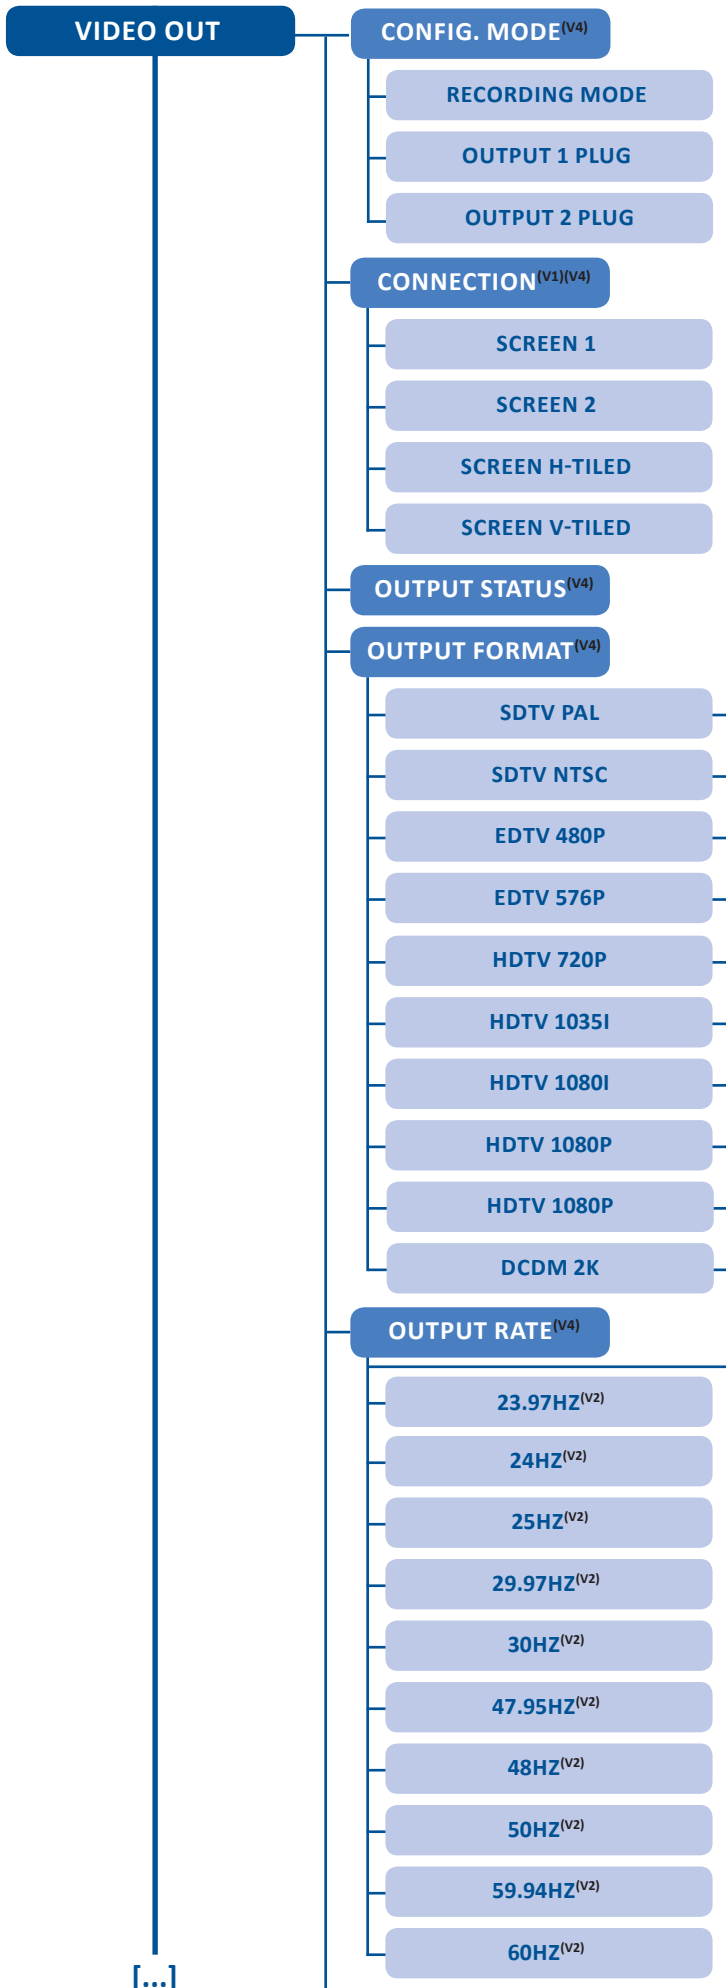 VIDEO OUT
CONFIG. MODE(V4)
RECORDING MODE
OUTPUT 1 PLUG
OUTPUT 2 PLUG
CONNECTION(V1)(V4)
SCREEN 1
SCREEN 2
SCREEN H-TILED
SCREEN V-TILED
OUTPUT STATUS(V4)
OUTPUT FORMAT(V4)
SDTV PAL
SDTV NTSC
EDTV 480P
EDTV 576P
HDTV 720P
HDTV 1035I
HDTV 1080I
HDTV 1080P
HDTV 1080P
DCDM 2K
OUTPUT RATE(V4)
23.97HZ(V2)
24HZ(V2)
25HZ(V2)
29.97HZ(V2)
30HZ(V2)
47.95HZ(V2)
48HZ(V2)
50HZ(V2)
59.94HZ(V2)
60HZ(V2)
[...]